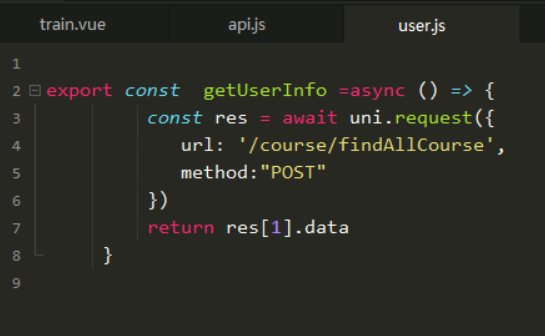 train.vue api.js user.js
1
2 export const  getUserInfo =async () => {
3 const res = await uni.request({
4 url: '/course/findAllCourse',
5 method:"POST"
6 })
7 return res[1].data
8 }
9